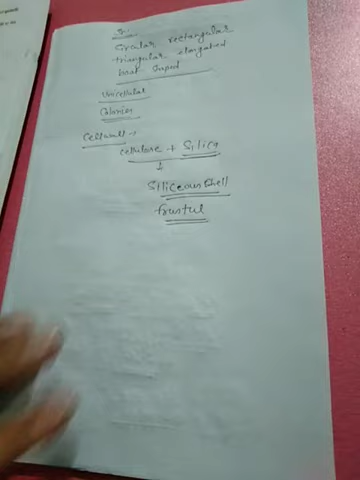 Circular rectangular
triangular elongated
boat-Shaped
Unicellular
Colonies
Cellwall →
cellulose + Silica
↓
Siliceous Shell
frustul